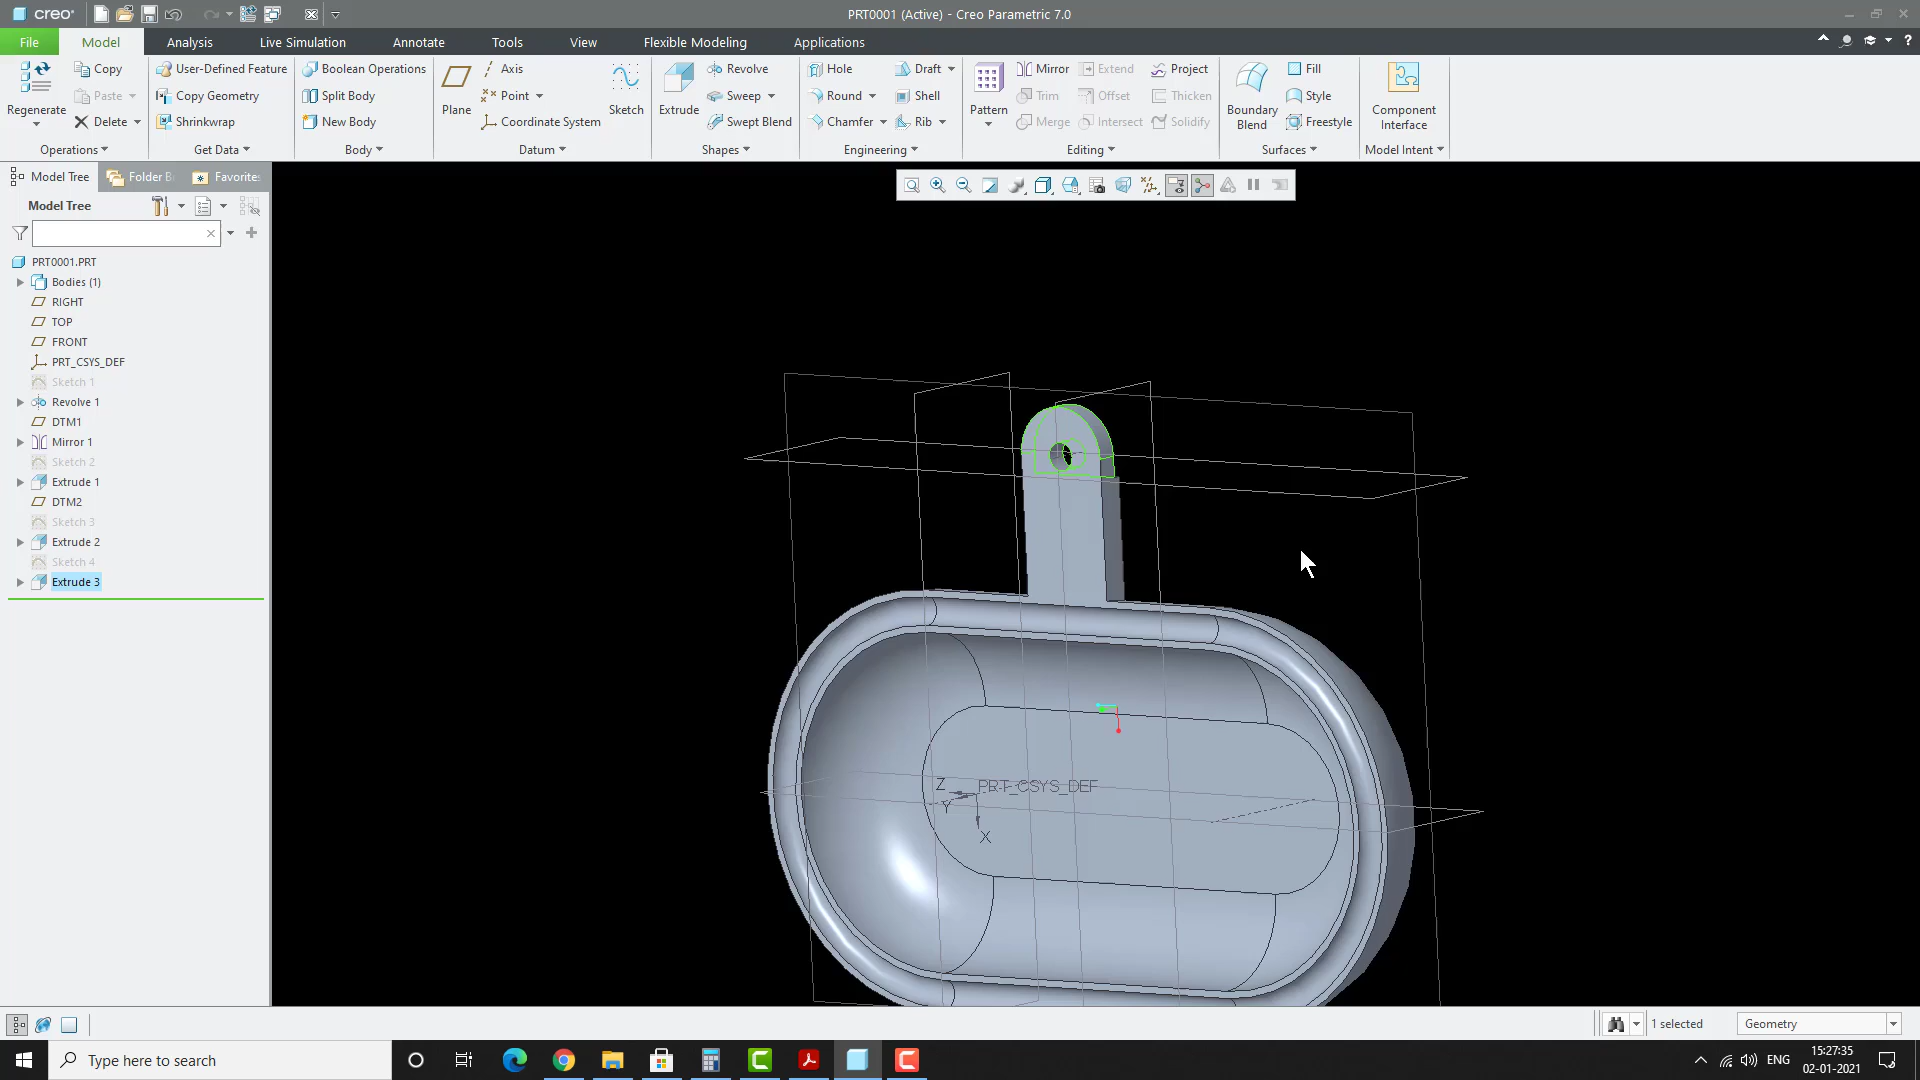 creo PRT0001 (Active) - Creo Parametric 7.0
File Model Analysis Live Simulation Annotate Tools View Flexible Modeling Applications
Regenerate Copy Paste Delete
Operations
User-Defined Feature Copy Geometry Shrinkwrap
Get Data
Boolean Operations Split Body New Body
Body
Plane Axis Point Coordinate System Sketch
Datum
Extrude Revolve Sweep Swept Blend
Shapes
Hole Round Chamfer Draft Shell Rib
Engineering
Pattern Mirror Trim Merge Extend Offset Intersect Project Thicken Solidify
Editing
Boundary Blend Fill Style Freestyle
Surfaces
Component Interface
Model Intent
Model Tree Folder B Favorites
Model Tree
PRT0001.PRT
Bodies (1)
RIGHT
TOP
FRONT
PRT_CSYS_DEF
Sketch 1
Revolve 1
DTM1
Mirror 1
Sketch 2
Extrude 1
DTM2
Sketch 3
Extrude 2
Sketch 4
Extrude 3
Z PRT_CSYS_DEF
Y
X
1 selected Geometry
Type here to search
ENG 15:27:35
02-01-2021